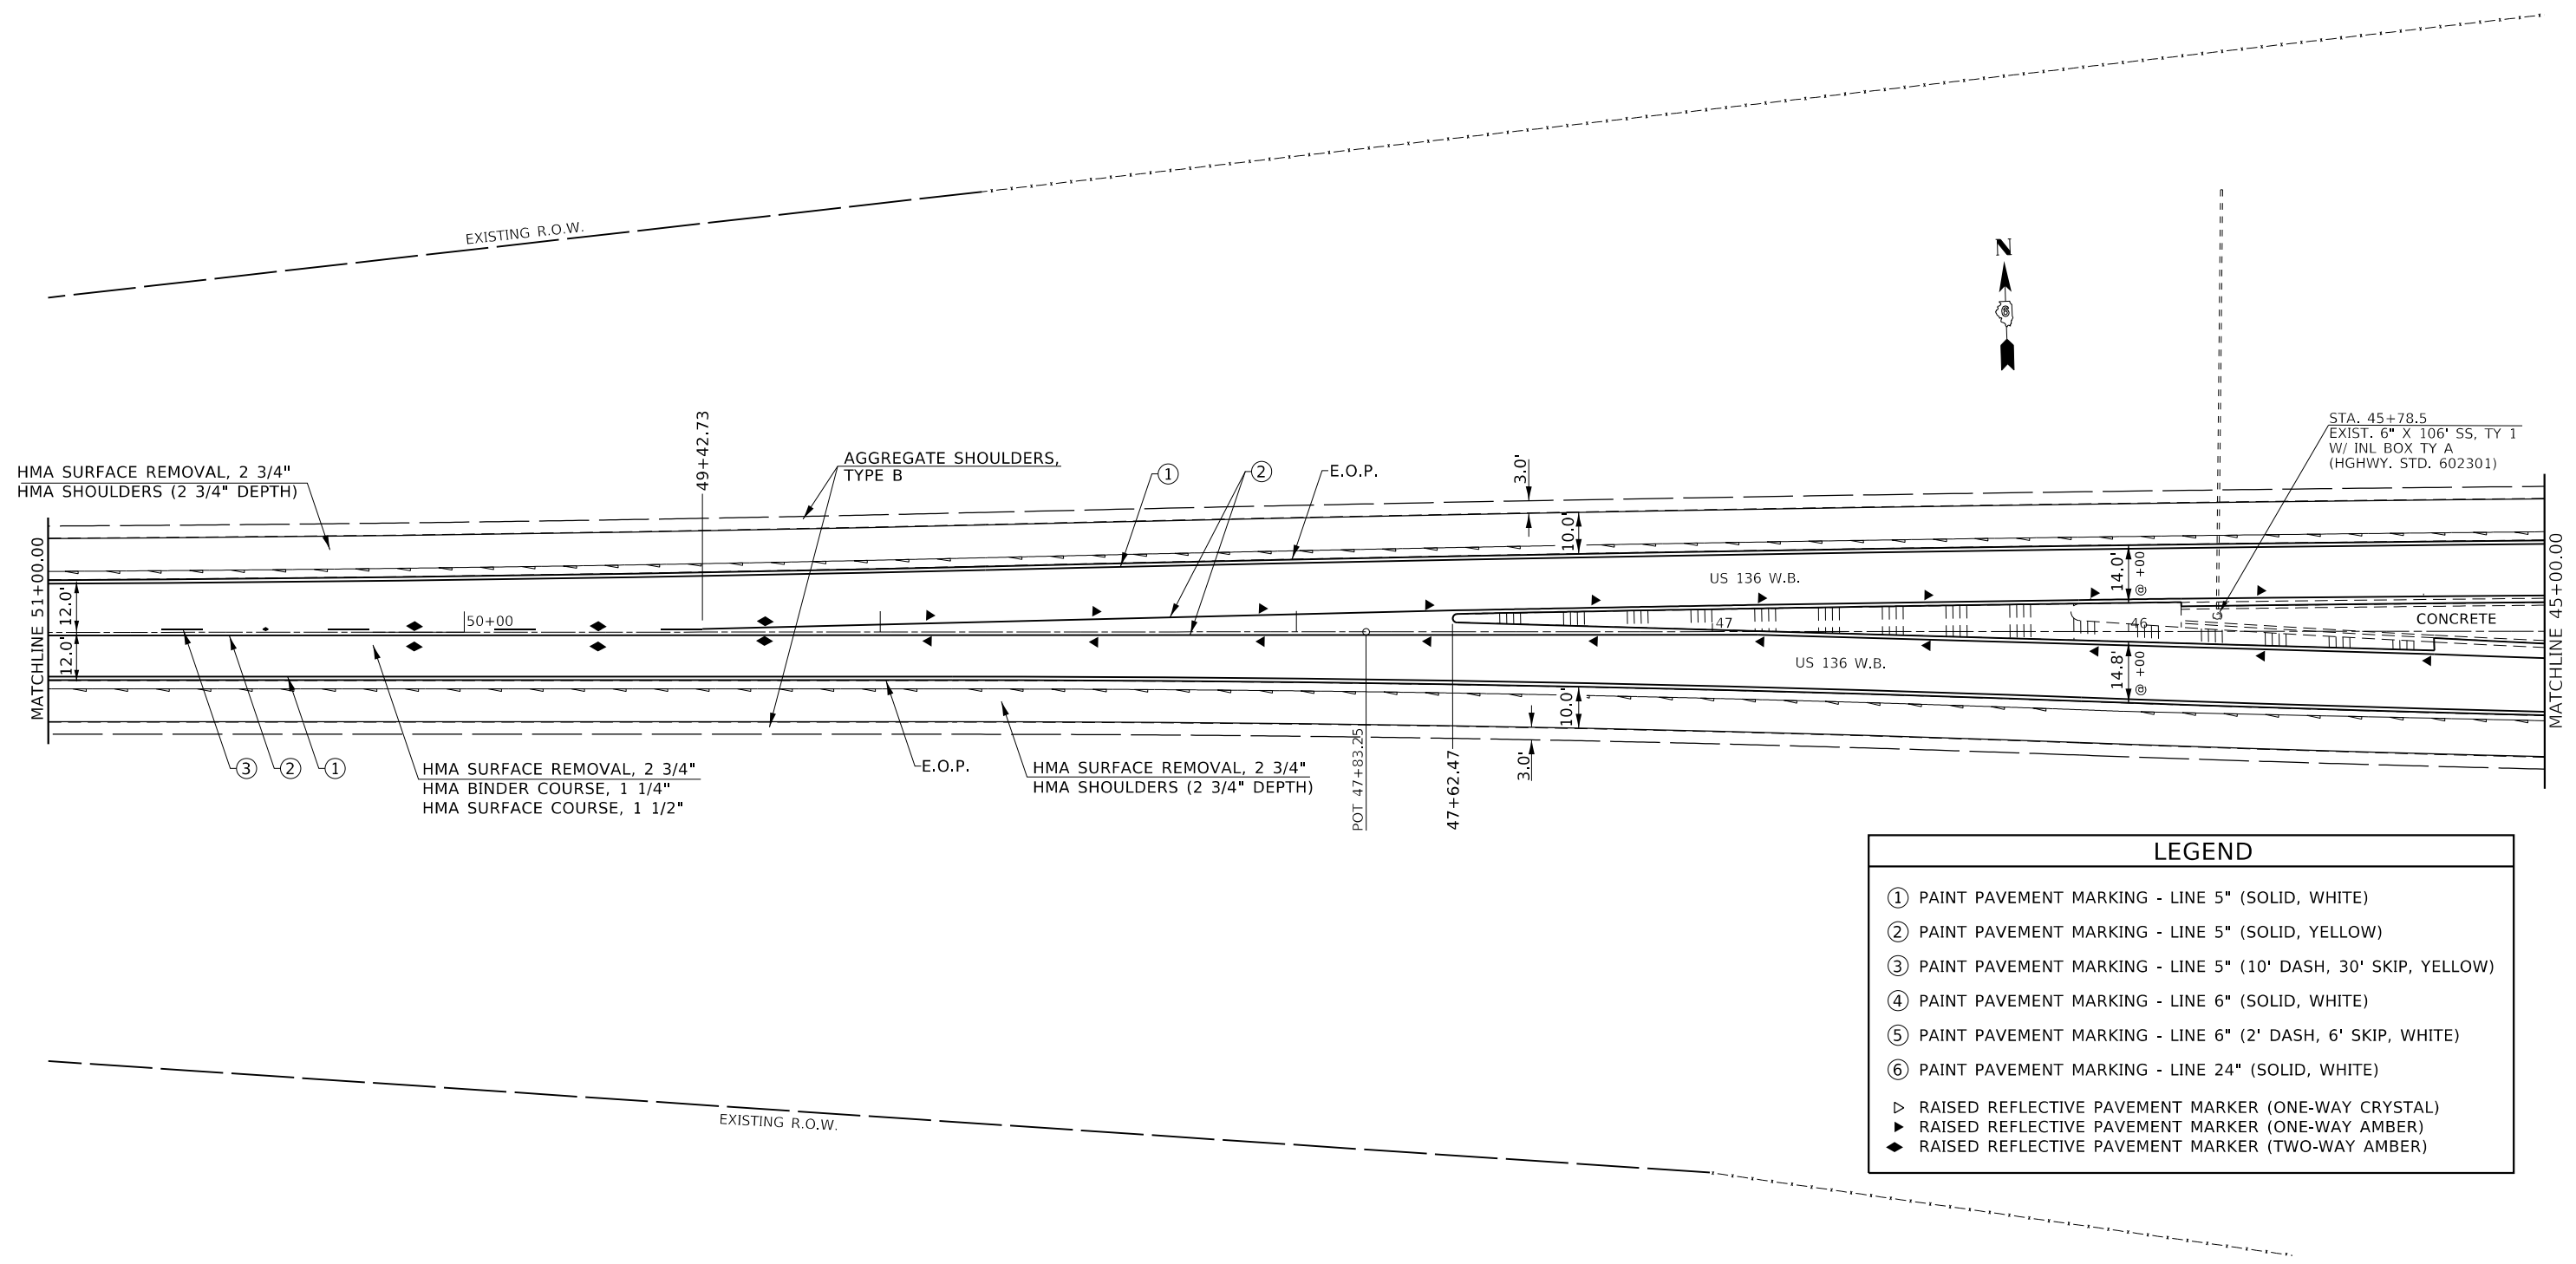 EXISTING R.O.W.
N
6
STA. 45+78.5
EXIST. 6" X 106' SS, TY 1
W/ INL BOX TY A
(HGHWY. STD. 602301)
HMA SURFACE REMOVAL, 2 3/4"
HMA SHOULDERS (2 3/4" DEPTH)
49+42.73
AGGREGATE SHOULDERS,
TYPE B
1
2
E.O.P.
3.0'
10.0'
MATCHLINE 51+00.00
12.0'
12.0'
50+00
US 136 W.B.
47
US 136 W.B.
14.0'
@ +00
46
14.8'
@ +00
CONCRETE
MATCHLINE 45+00.00
3
2
1
HMA SURFACE REMOVAL, 2 3/4"
HMA BINDER COURSE, 1 1/4"
HMA SURFACE COURSE, 1 1/2"
E.O.P.
HMA SURFACE REMOVAL, 2 3/4"
HMA SHOULDERS (2 3/4" DEPTH)
POT 47+83.25
47+62.47
3.0'
10.0'
LEGEND
1 PAINT PAVEMENT MARKING - LINE 5" (SOLID, WHITE)
2 PAINT PAVEMENT MARKING - LINE 5" (SOLID, YELLOW)
3 PAINT PAVEMENT MARKING - LINE 5" (10' DASH, 30' SKIP, YELLOW)
4 PAINT PAVEMENT MARKING - LINE 6" (SOLID, WHITE)
5 PAINT PAVEMENT MARKING - LINE 6" (2' DASH, 6' SKIP, WHITE)
6 PAINT PAVEMENT MARKING - LINE 24" (SOLID, WHITE)
RAISED REFLECTIVE PAVEMENT MARKER (ONE-WAY CRYSTAL)
RAISED REFLECTIVE PAVEMENT MARKER (ONE-WAY AMBER)
RAISED REFLECTIVE PAVEMENT MARKER (TWO-WAY AMBER)
EXISTING R.O.W.